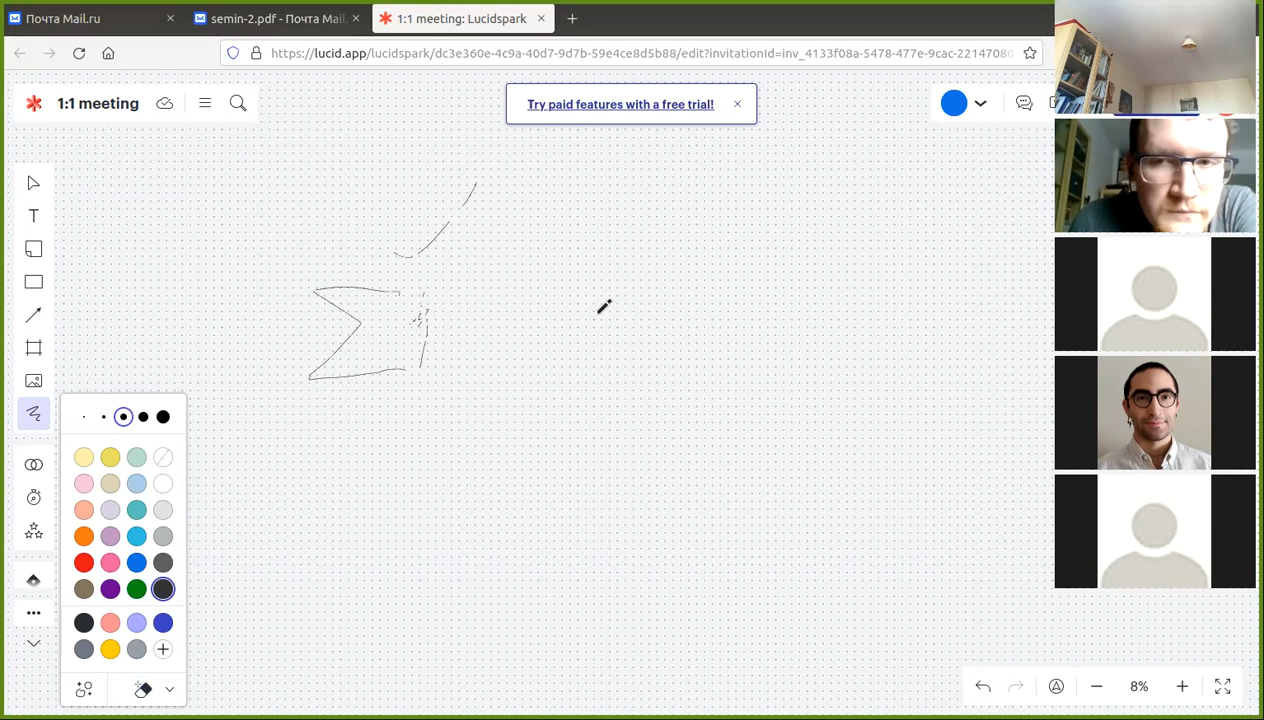 Почта Mail.ru
semin-2.pdf - Почта Mail.
1:1 meeting: Lucidspark
https://lucid.app/lucidspark/dc3e360e-4c9a-40d7-9d7b-59e4ce8d5b88/edit?invitationId=inv_4133f08a-5478-477e-9cac-22147080
1:1 meeting
Try paid features with a free trial!
T
8%